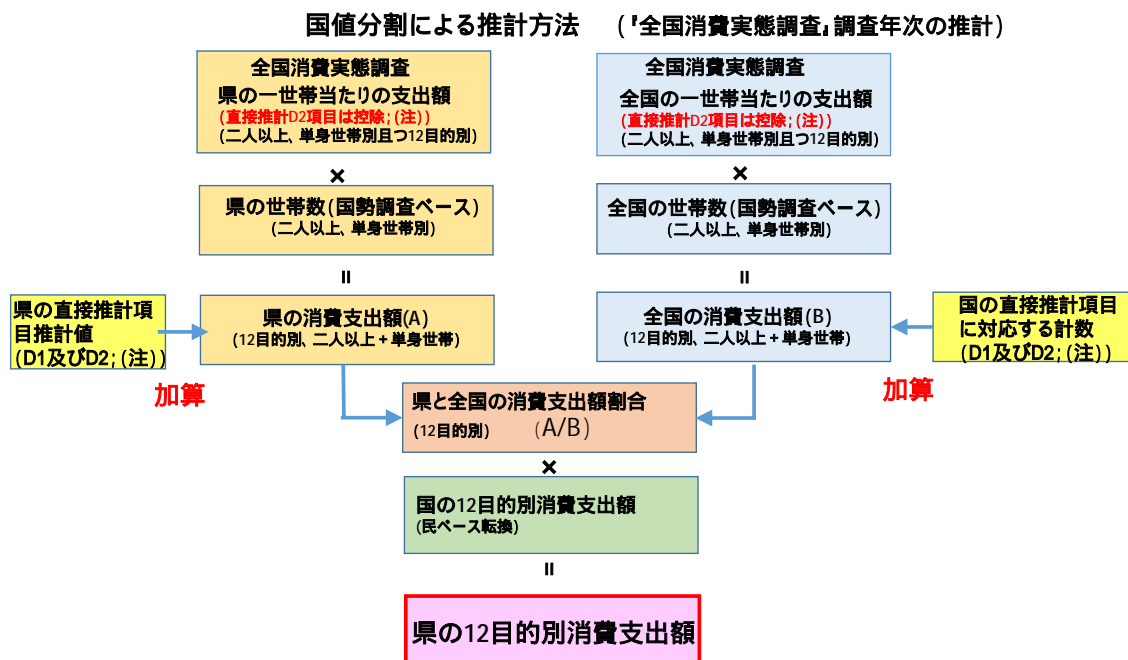 国値分割による推計方法 (『全国消費実態調査』調査年次の推計)
全国消費実態調査
県の一世帯当たりの支出額
(直接推計D2項目は控除;(注))
(二人以上、単身世帯別且つ12目的別)
全国消費実態調査
全国の一世帯当たりの支出額
(直接推計D2項目は控除;(注))
(二人以上、単身世帯別且つ12目的別)
×
×
県の世帯数(国勢調査ベース)
(二人以上、単身世帯別)
全国の世帯数(国勢調査ベース)
(二人以上、単身世帯別)
=
=
県の直接推計項
目推計値
(D1及びD2;(注))
県の消費支出額(A)
(12目的別、二人以上+単身世帯)
全国の消費支出額(B)
(12目的別、二人以上+単身世帯)
国の直接推計項目
に対応する計数
(D1及びD2;(注))
加算
加算
県と全国の消費支出額割合
(12目的別) (A/B)
×
国の12目的別消費支出額
(民ベース転換)
=
県の12目的別消費支出額